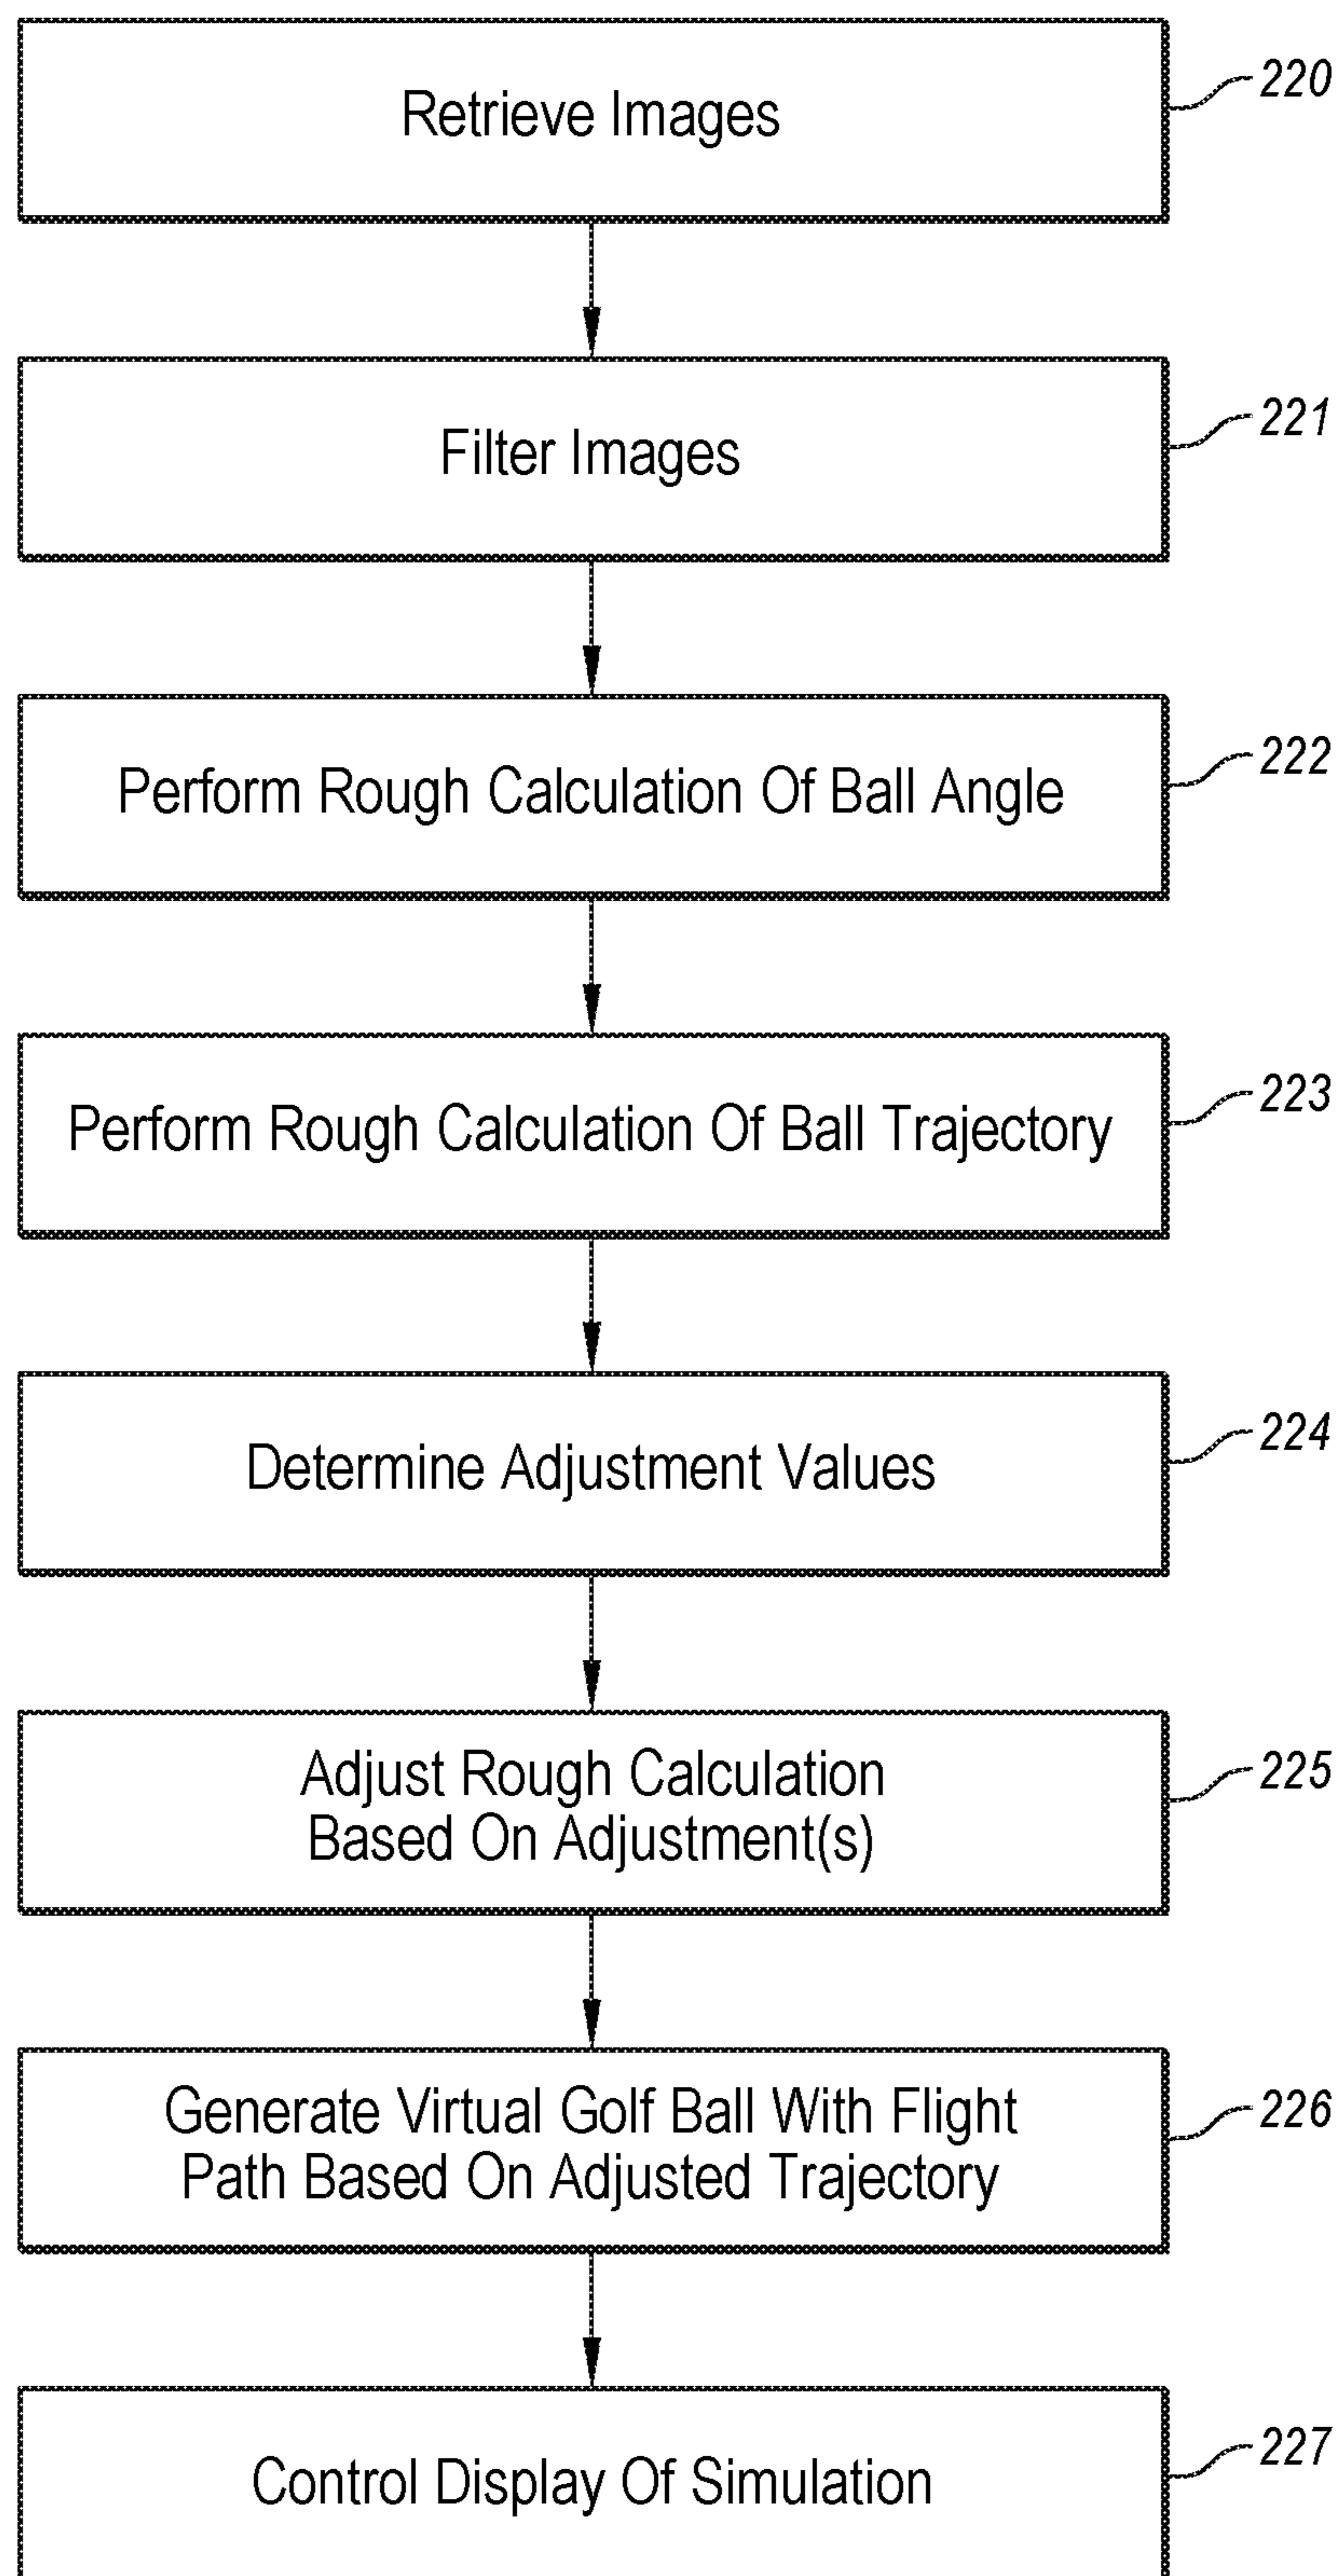 Retrieve Images
220
Filter Images
221
Perform Rough Calculation Of Ball Angle
222
Perform Rough Calculation Of Ball Trajectory
223
Determine Adjustment Values
224
Adjust Rough Calculation
Based On Adjustment(s)
225
Generate Virtual Golf Ball With Flight
Path Based On Adjusted Trajectory
226
Control Display Of Simulation
227